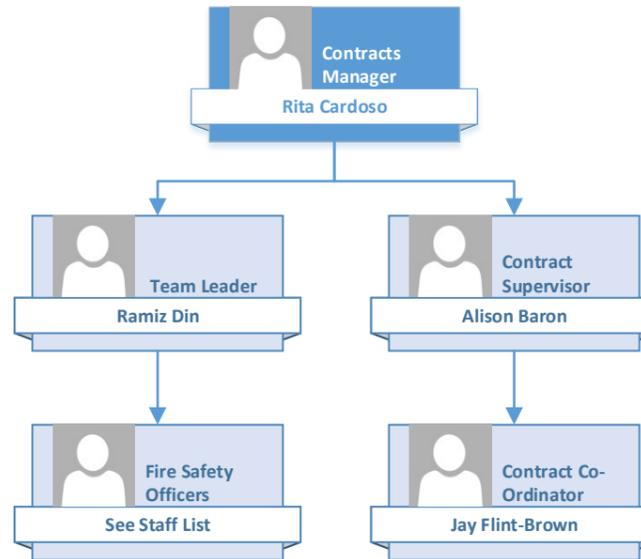 Contracts
Manager
Rita Cardoso
Team Leader
Ramiz Din
Contract
Supervisor
Alison Baron
Fire Safety
Officers
See Staff List
Contract Co-
Ordinator
Jay Flint-Brown